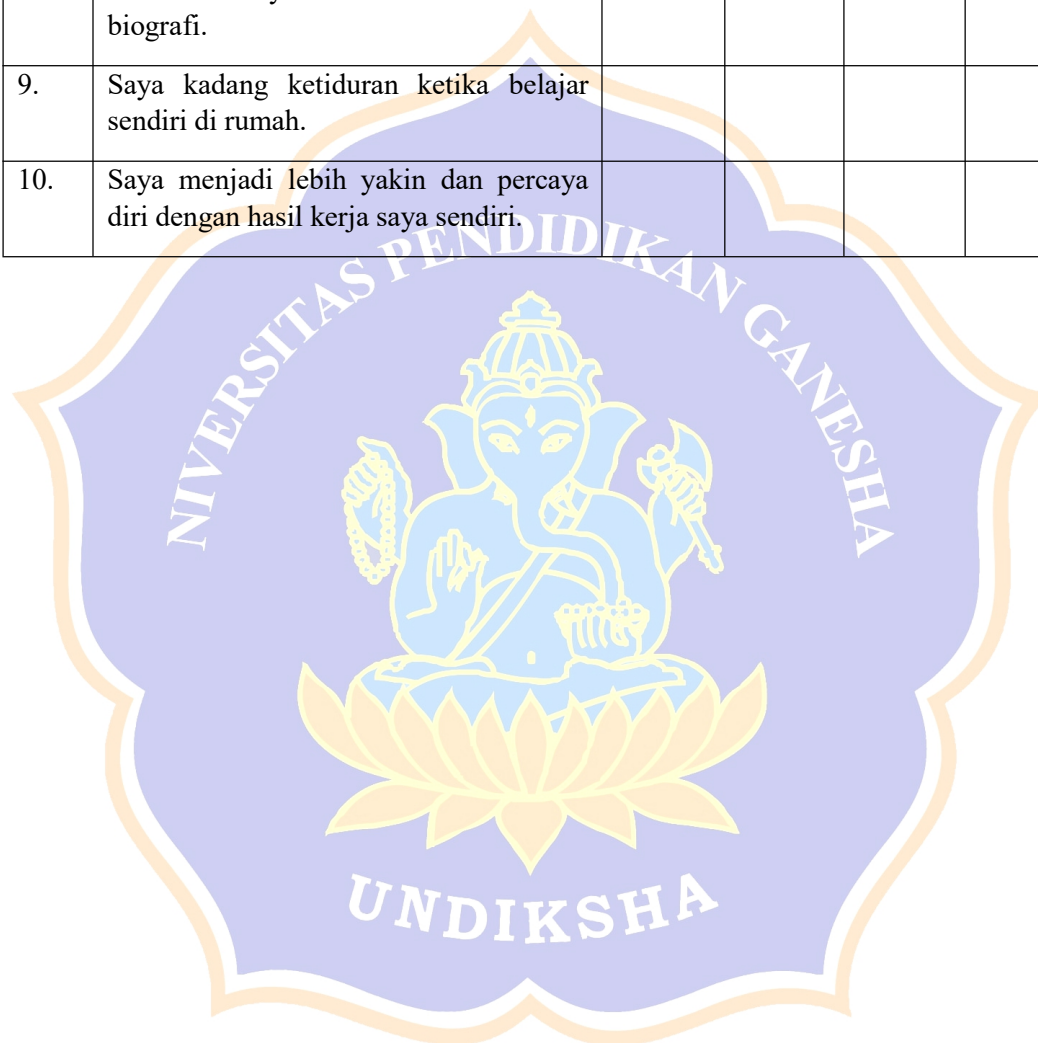 biografi.
9. Saya kadang ketiduran ketika belajar
sendiri di rumah.
10. Saya menjadi lebih yakin dan percaya
diri dengan hasil kerja saya sendiri.
NIVERSITAS PENDIDIKAN GANESHA
UNDIKSHA